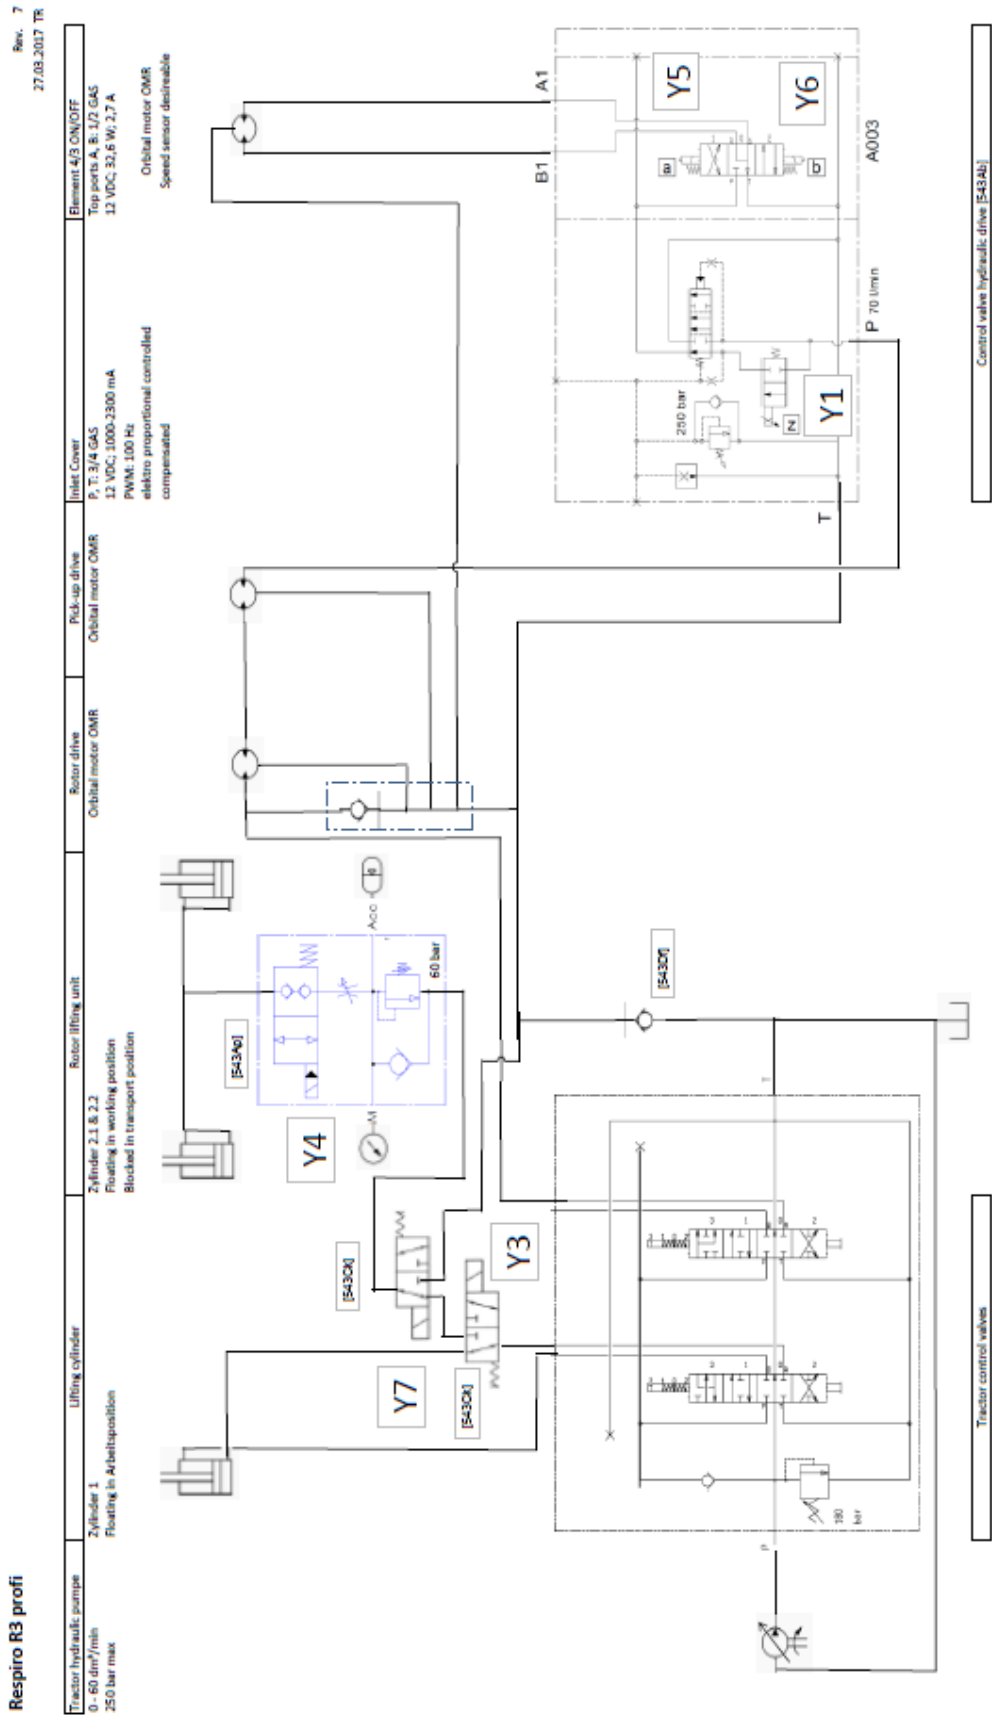 Respiro R3 profi
Rev. 7
27.03.2017 TR
Tractor hydraulic pumpe
0 - 60 dm³/min
250 bar max
Lifting cylinder
Zylinder 1
Floating in Arbeitsposition
Rotor lifting unit
Zylinder 2.1 & 2.2
Floating in working position
Blocked in transport position
Rotor drive
Orbital motor OMR
Pick-up drive
Orbital motor OMR
Inlet Cover
P, T: 3/4 GAS
12 VDC; 1000-2300 mA
PWM: 100 Hz
elektro proportional controlled
compensated
Element 4/3 ON/OFF
Top ports A, B: 1/2 GAS
12 VDC; 32,6 W; 2,7 A
Orbital motor OMR
Speed sensor desireable
[543Ap]
Y4
M
Acc
60 bar
[543Ck]
Y7
[543Ck]
Y3
[543Df]
B1
A1
Y5
Y6
a
b
A003
250 bar
Z
Y1
T
P 70 l/min
P
T
180
bar
Tractor control valves
Control valve hydraulic drive [543Ab]